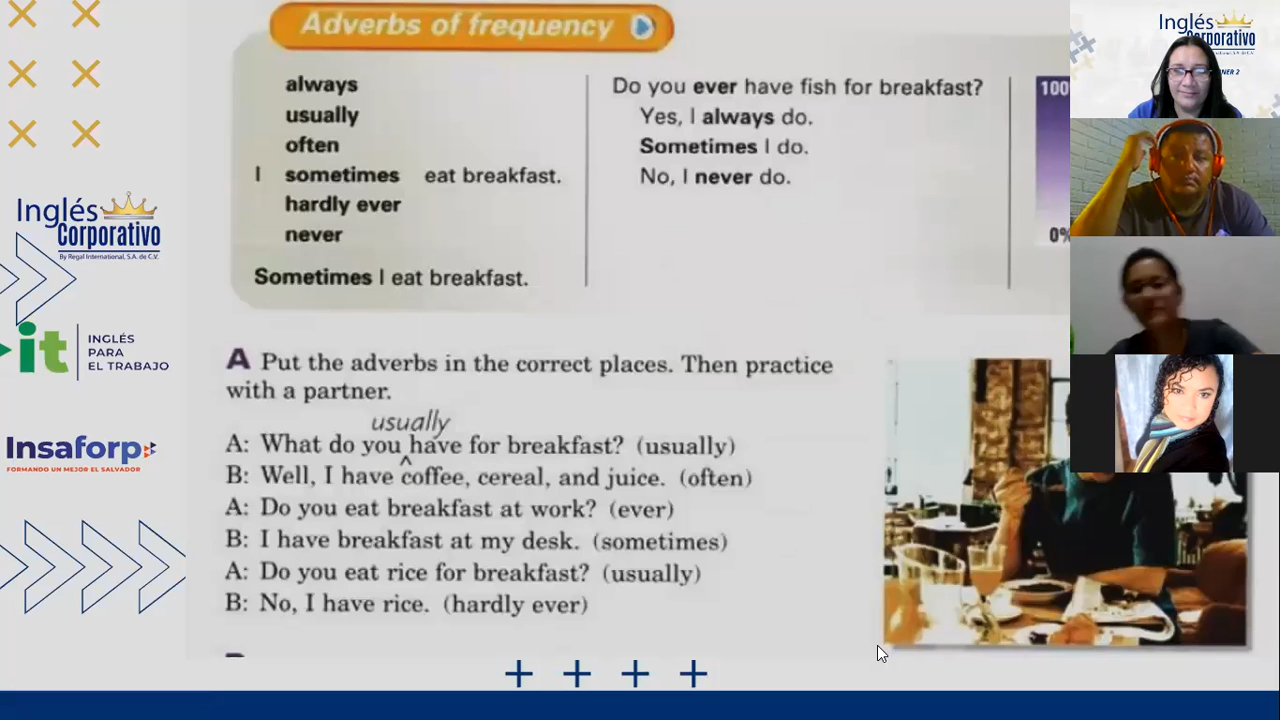 Adverbs of frequency
always
usually
often
I sometimes eat breakfast.
hardly ever
never
Sometimes I eat breakfast.
Do you ever have fish for breakfast?
Yes, I always do.
Sometimes I do.
No, I never do.
100
0%
A Put the adverbs in the correct places. Then practice
with a partner.
usually
A: What do you have for breakfast? (usually)
B: Well, I have coffee, cereal, and juice. (often)
A: Do you eat breakfast at work? (ever)
B: I have breakfast at my desk. (sometimes)
A: Do you eat rice for breakfast? (usually)
B: No, I have rice. (hardly ever)
Inglés
Corporativo
By Regal International, S.A. de C.V.
it
INGLÉS
PARA
EL TRABAJO
Insaforp
FORMANDO UN MEJOR EL SALVADOR
Inglés
Corporativo